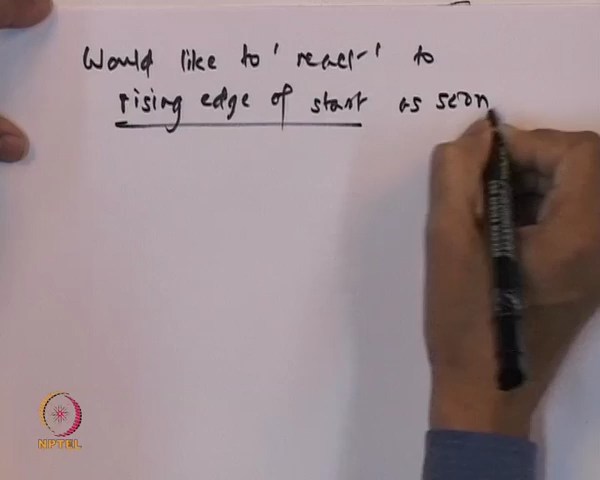 Would like to 'react' to
rising edge of start as soon
NPTEL